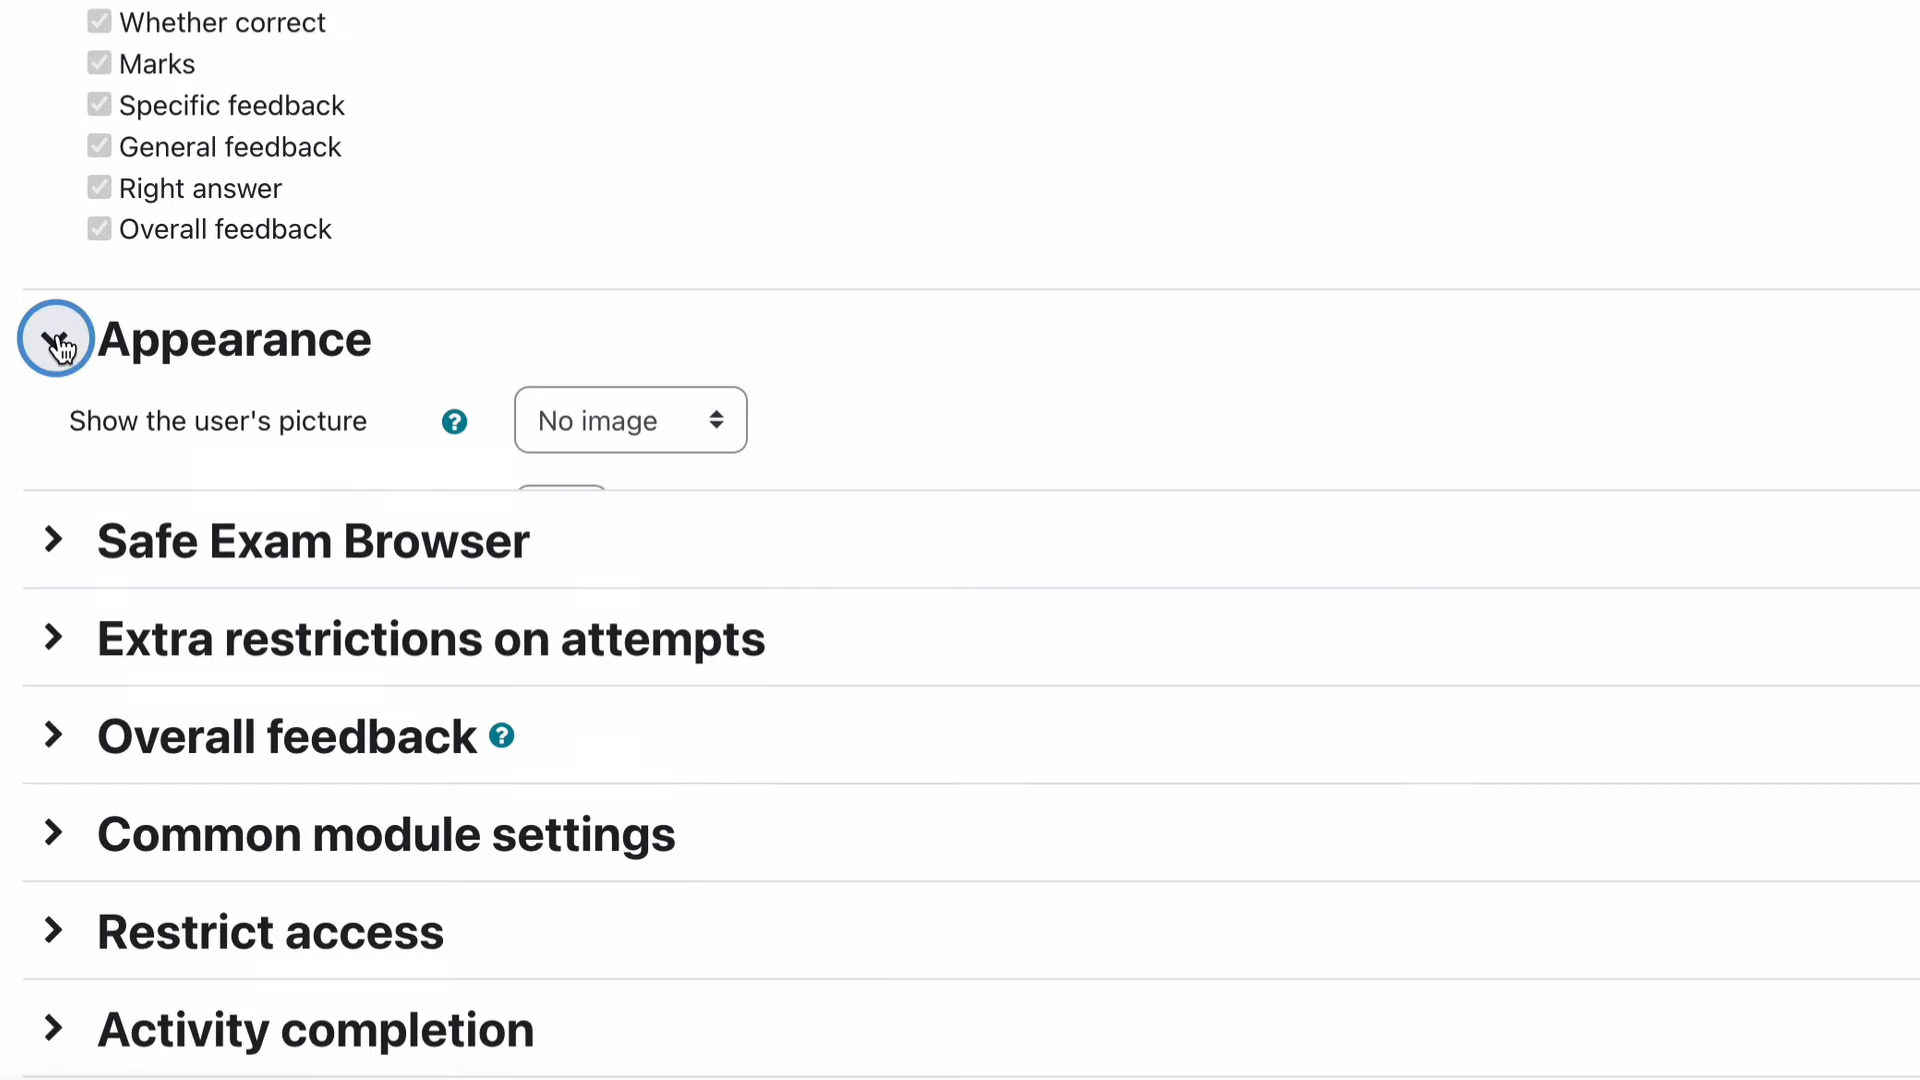 Whether correct
Marks
Specific feedback
General feedback
Right answer
Overall feedback
Appearance
Show the user's picture ? No image
Safe Exam Browser
Extra restrictions on attempts
Overall feedback ?
Common module settings
Restrict access
Activity completion